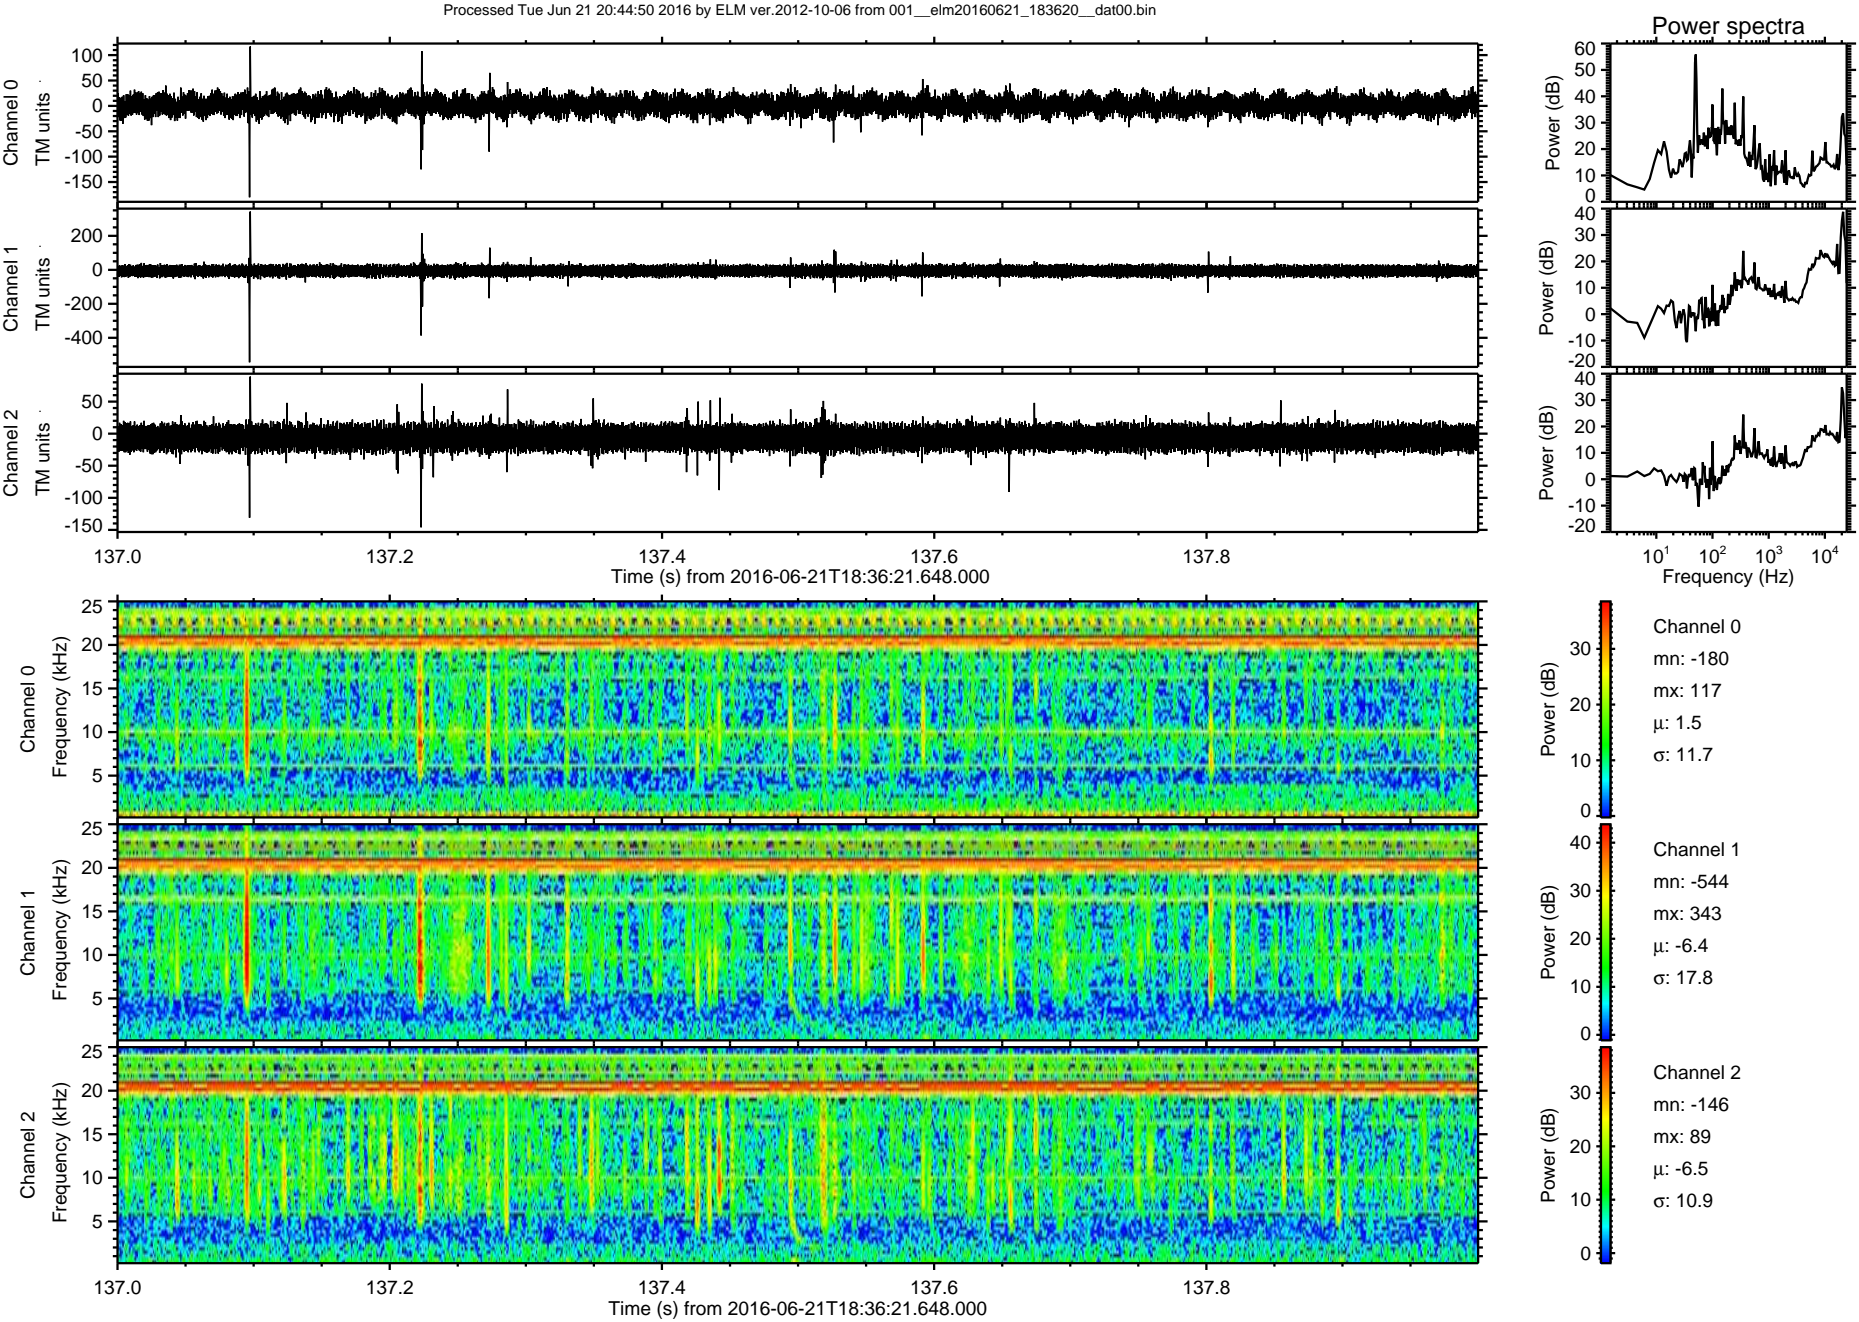 Processed Tue Jun 21 20:44:50 2016 by ELM ver.2012-10-06 from 001__elm20160621_183620__dat00.bin
Power spectra
Channel 0
TM units
100
50
0
-50
-100
-150
Power (dB)
60
50
40
30
20
10
0
Channel 1
TM units
200
0
-200
-400
Power (dB)
40
30
20
10
0
-10
-20
Channel 2
TM units
50
0
-50
-100
-150
Power (dB)
40
30
20
10
0
-10
-20
137.0 137.2 137.4 137.6 137.8
Time (s) from 2016-06-21T18:36:21.648.000
10¹ 10² 10³ 10⁴
Frequency (Hz)
Channel 0
Frequency (kHz)
25
20
15
10
5
Power (dB)
30
20
10
0
Channel 0
mn: -180
mx: 117
μ: 1.5
σ: 11.7
Channel 1
Frequency (kHz)
25
20
15
10
5
Power (dB)
40
30
20
10
0
Channel 1
mn: -544
mx: 343
μ: -6.4
σ: 17.8
Channel 2
Frequency (kHz)
25
20
15
10
5
Power (dB)
30
20
10
0
Channel 2
mn: -146
mx: 89
μ: -6.5
σ: 10.9
137.0 137.2 137.4 137.6 137.8
Time (s) from 2016-06-21T18:36:21.648.000